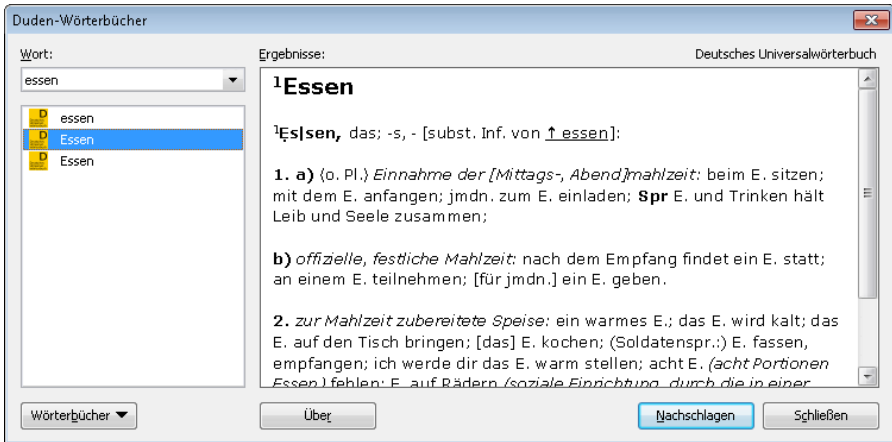 Duden-Wörterbücher
Wort:
essen
essen
Essen
Essen
Ergebnisse:
Deutsches Universalwörterbuch
¹Essen
¹Ẹs|sen, das; -s, - [subst. Inf. von ↑ essen]:
1. a) ⟨o. Pl.⟩ Einnahme der [Mittags-, Abend]mahlzeit: beim E. sitzen;
mit dem E. anfangen; jmdn. zum E. einladen; Spr E. und Trinken hält
Leib und Seele zusammen;
b) offizielle, festliche Mahlzeit: nach dem Empfang findet ein E. statt;
an einem E. teilnehmen; [für jmdn.] ein E. geben.
2. zur Mahlzeit zubereitete Speise: ein warmes E.; das E. wird kalt; das
E. auf den Tisch bringen; [das] E. kochen; (Soldatenspr.:) E. fassen,
empfangen; ich werde dir das E. warm stellen; acht E. (acht Portionen
Essen) fehlen; E. auf Rädern (soziale Einrichtung, durch die in einer
Wörterbücher
Über
Nachschlagen
Schließen